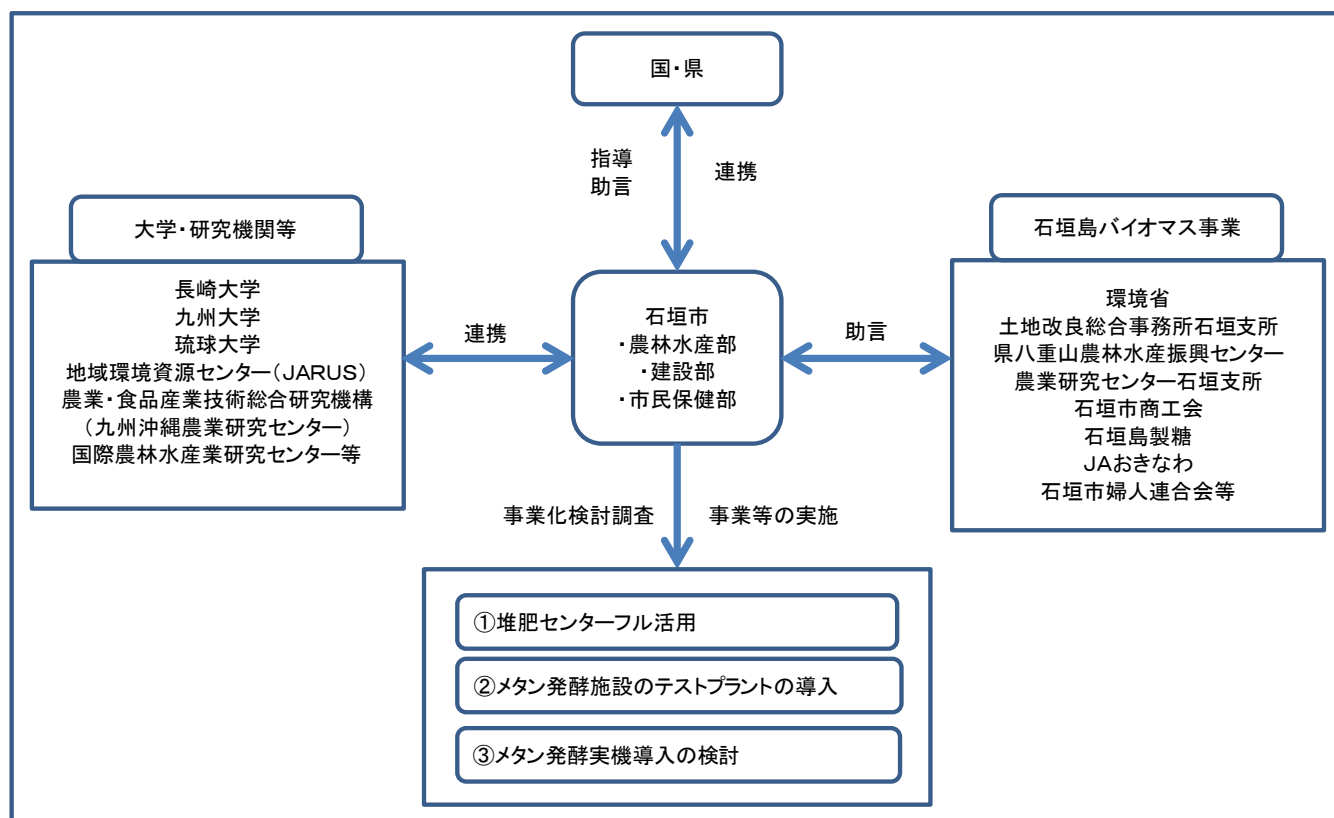 国・県
指導
助言
連携
大学・研究機関等
長崎大学
九州大学
琉球大学
地域環境資源センター(JARUS)
農業・食品産業技術総合研究機構
(九州沖縄農業研究センター)
国際農林水産業研究センター等
連携
石垣市
・農林水産部
・建設部
・市民保健部
助言
石垣島バイオマス事業
環境省
土地改良総合事務所石垣支所
県八重山農林水産振興センター
農業研究センター石垣支所
石垣市商工会
石垣島製糖
JAおきなわ
石垣市婦人連合会等
事業化検討調査
事業等の実施
①堆肥センターフル活用
②メタン発酵施設のテストプラントの導入
③メタン発酵実機導入の検討